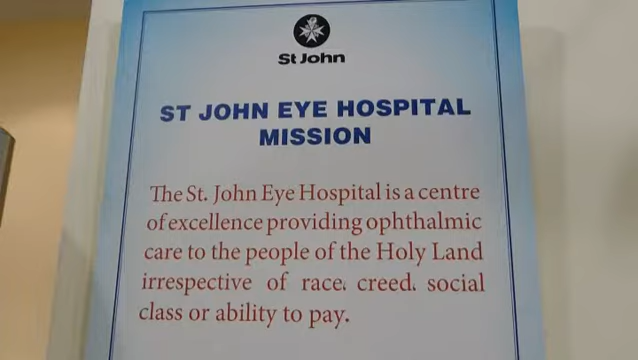 St John
ST JOHN EYE HOSPITAL
MISSION
The St. John Eye Hospital is a centre
of excellence providing ophthalmic
care to the people of the Holy Land
irrespective of race. creed. social
class or ability to pay.